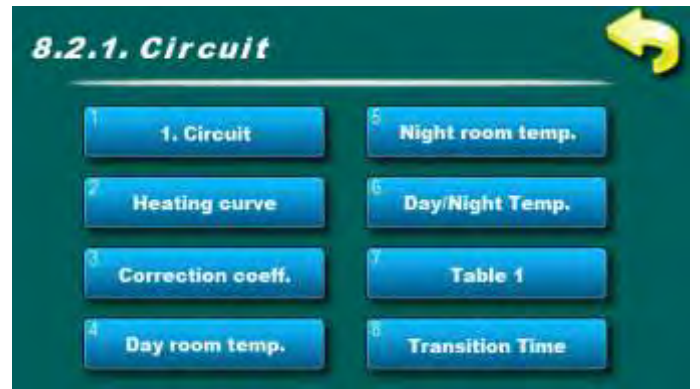 8.2.1. Circuit
1
1. Circuit
2
Heating curve
3
Correction coeff.
4
Day room temp.
5
Night room temp.
6
Day/Night Temp.
7
Table 1
8
Transition Time